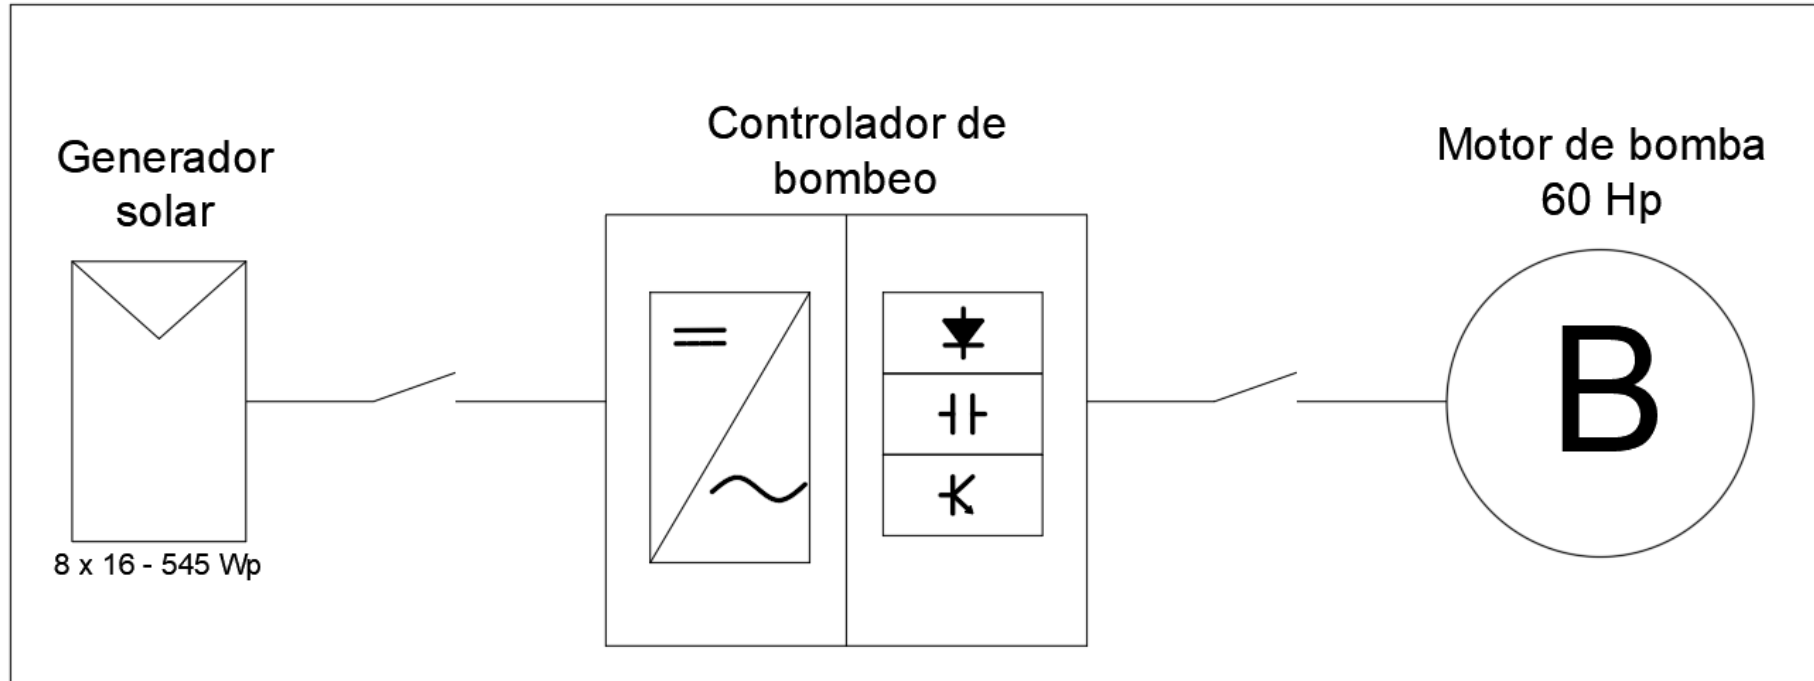 Generador
solar
8 x 16 - 545 Wp
Controlador de
bombeo
Motor de bomba
60 Hp
B